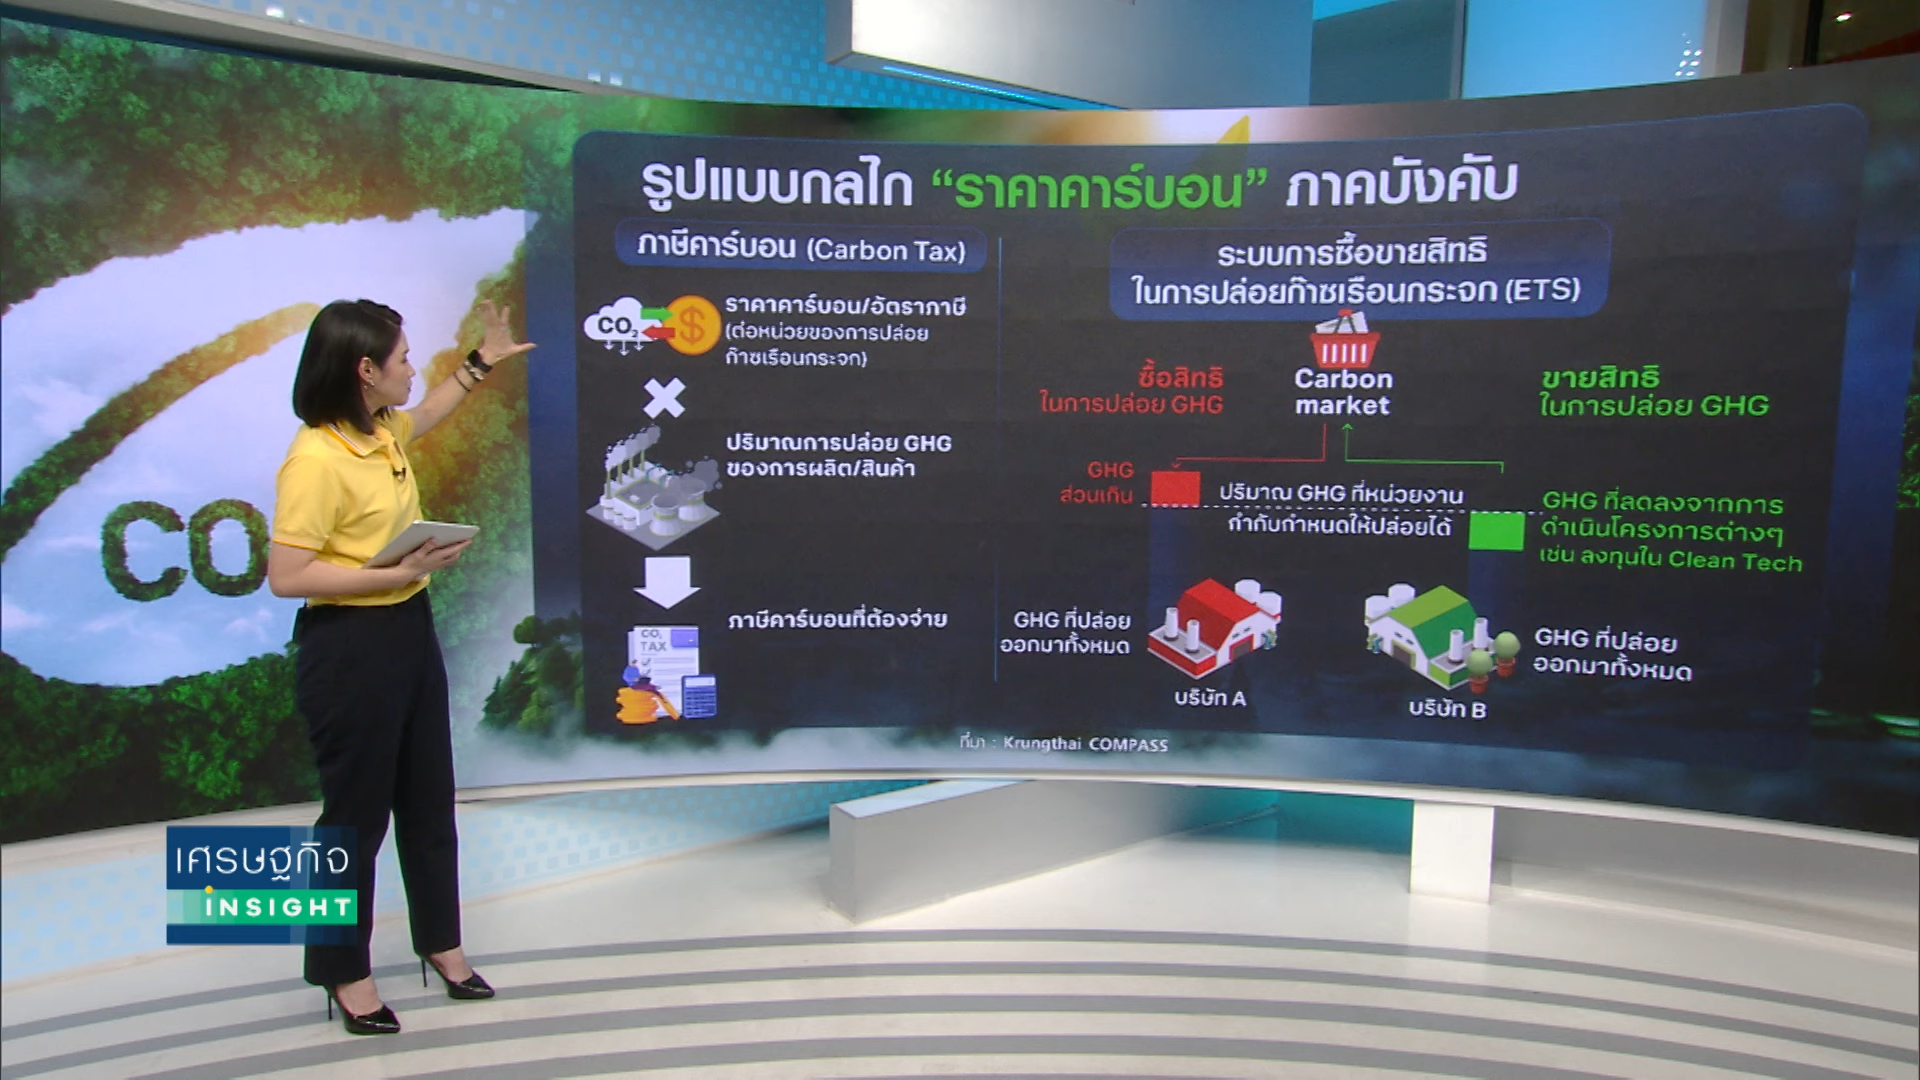 รูปแบบกลไก “ราคาคาร์บอน” ภาคบังคับ
ภาษีคาร์บอน (Carbon Tax)
CO₂
ราคาคาร์บอน/อัตราภาษี
(ต่อหน่วยของการปล่อย
ก๊าซเรือนกระจก)
ปริมาณการปล่อย GHG
ของการผลิต/สินค้า
ภาษีคาร์บอนที่ต้องจ่าย
CO₂
TAX
ระบบการซื้อขายสิทธิ
ในการปล่อยก๊าซเรือนกระจก (ETS)
ซื้อสิทธิ
ในการปล่อย GHG
Carbon
market
ขายสิทธิ
ในการปล่อย GHG
GHG
ส่วนเกิน
ปริมาณ GHG ที่หน่วยงาน
กำกับกำหนดให้ปล่อยได้
GHG ที่ลดลงจากการ
ดำเนินโครงการต่างๆ
เช่น ลงทุนใน Clean Tech
GHG ที่ปล่อย
ออกมาทั้งหมด
บริษัท A
บริษัท B
GHG ที่ปล่อย
ออกมาทั้งหมด
ที่มา : Krungthai COMPASS
CO
เศรษฐกิจ
INSIGHT